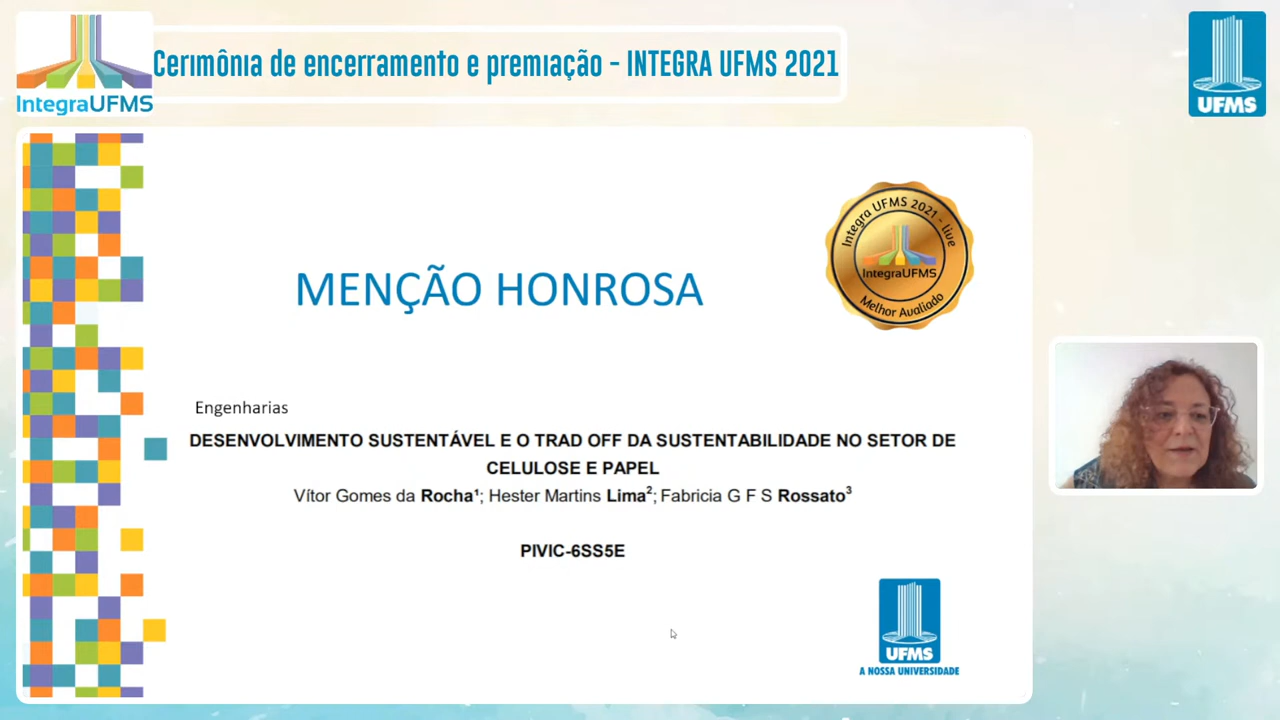 IntegraUFMS
Cerimônia de encerramento e premiação - INTEGRA UFMS 2021
UFMS
Integra UFMS 2021 - live
IntegraUFMS
Melhor Avaliado
MENÇÃO HONROSA
Engenharias
DESENVOLVIMENTO SUSTENTÁVEL E O TRAD OFF DA SUSTENTABILIDADE NO SETOR DE
CELULOSE E PAPEL
Vítor Gomes da Rocha¹; Hester Martins Lima²; Fabricia G F S Rossato³
PIVIC-6SS5E
UFMS
A NOSSA UNIVERSIDADE